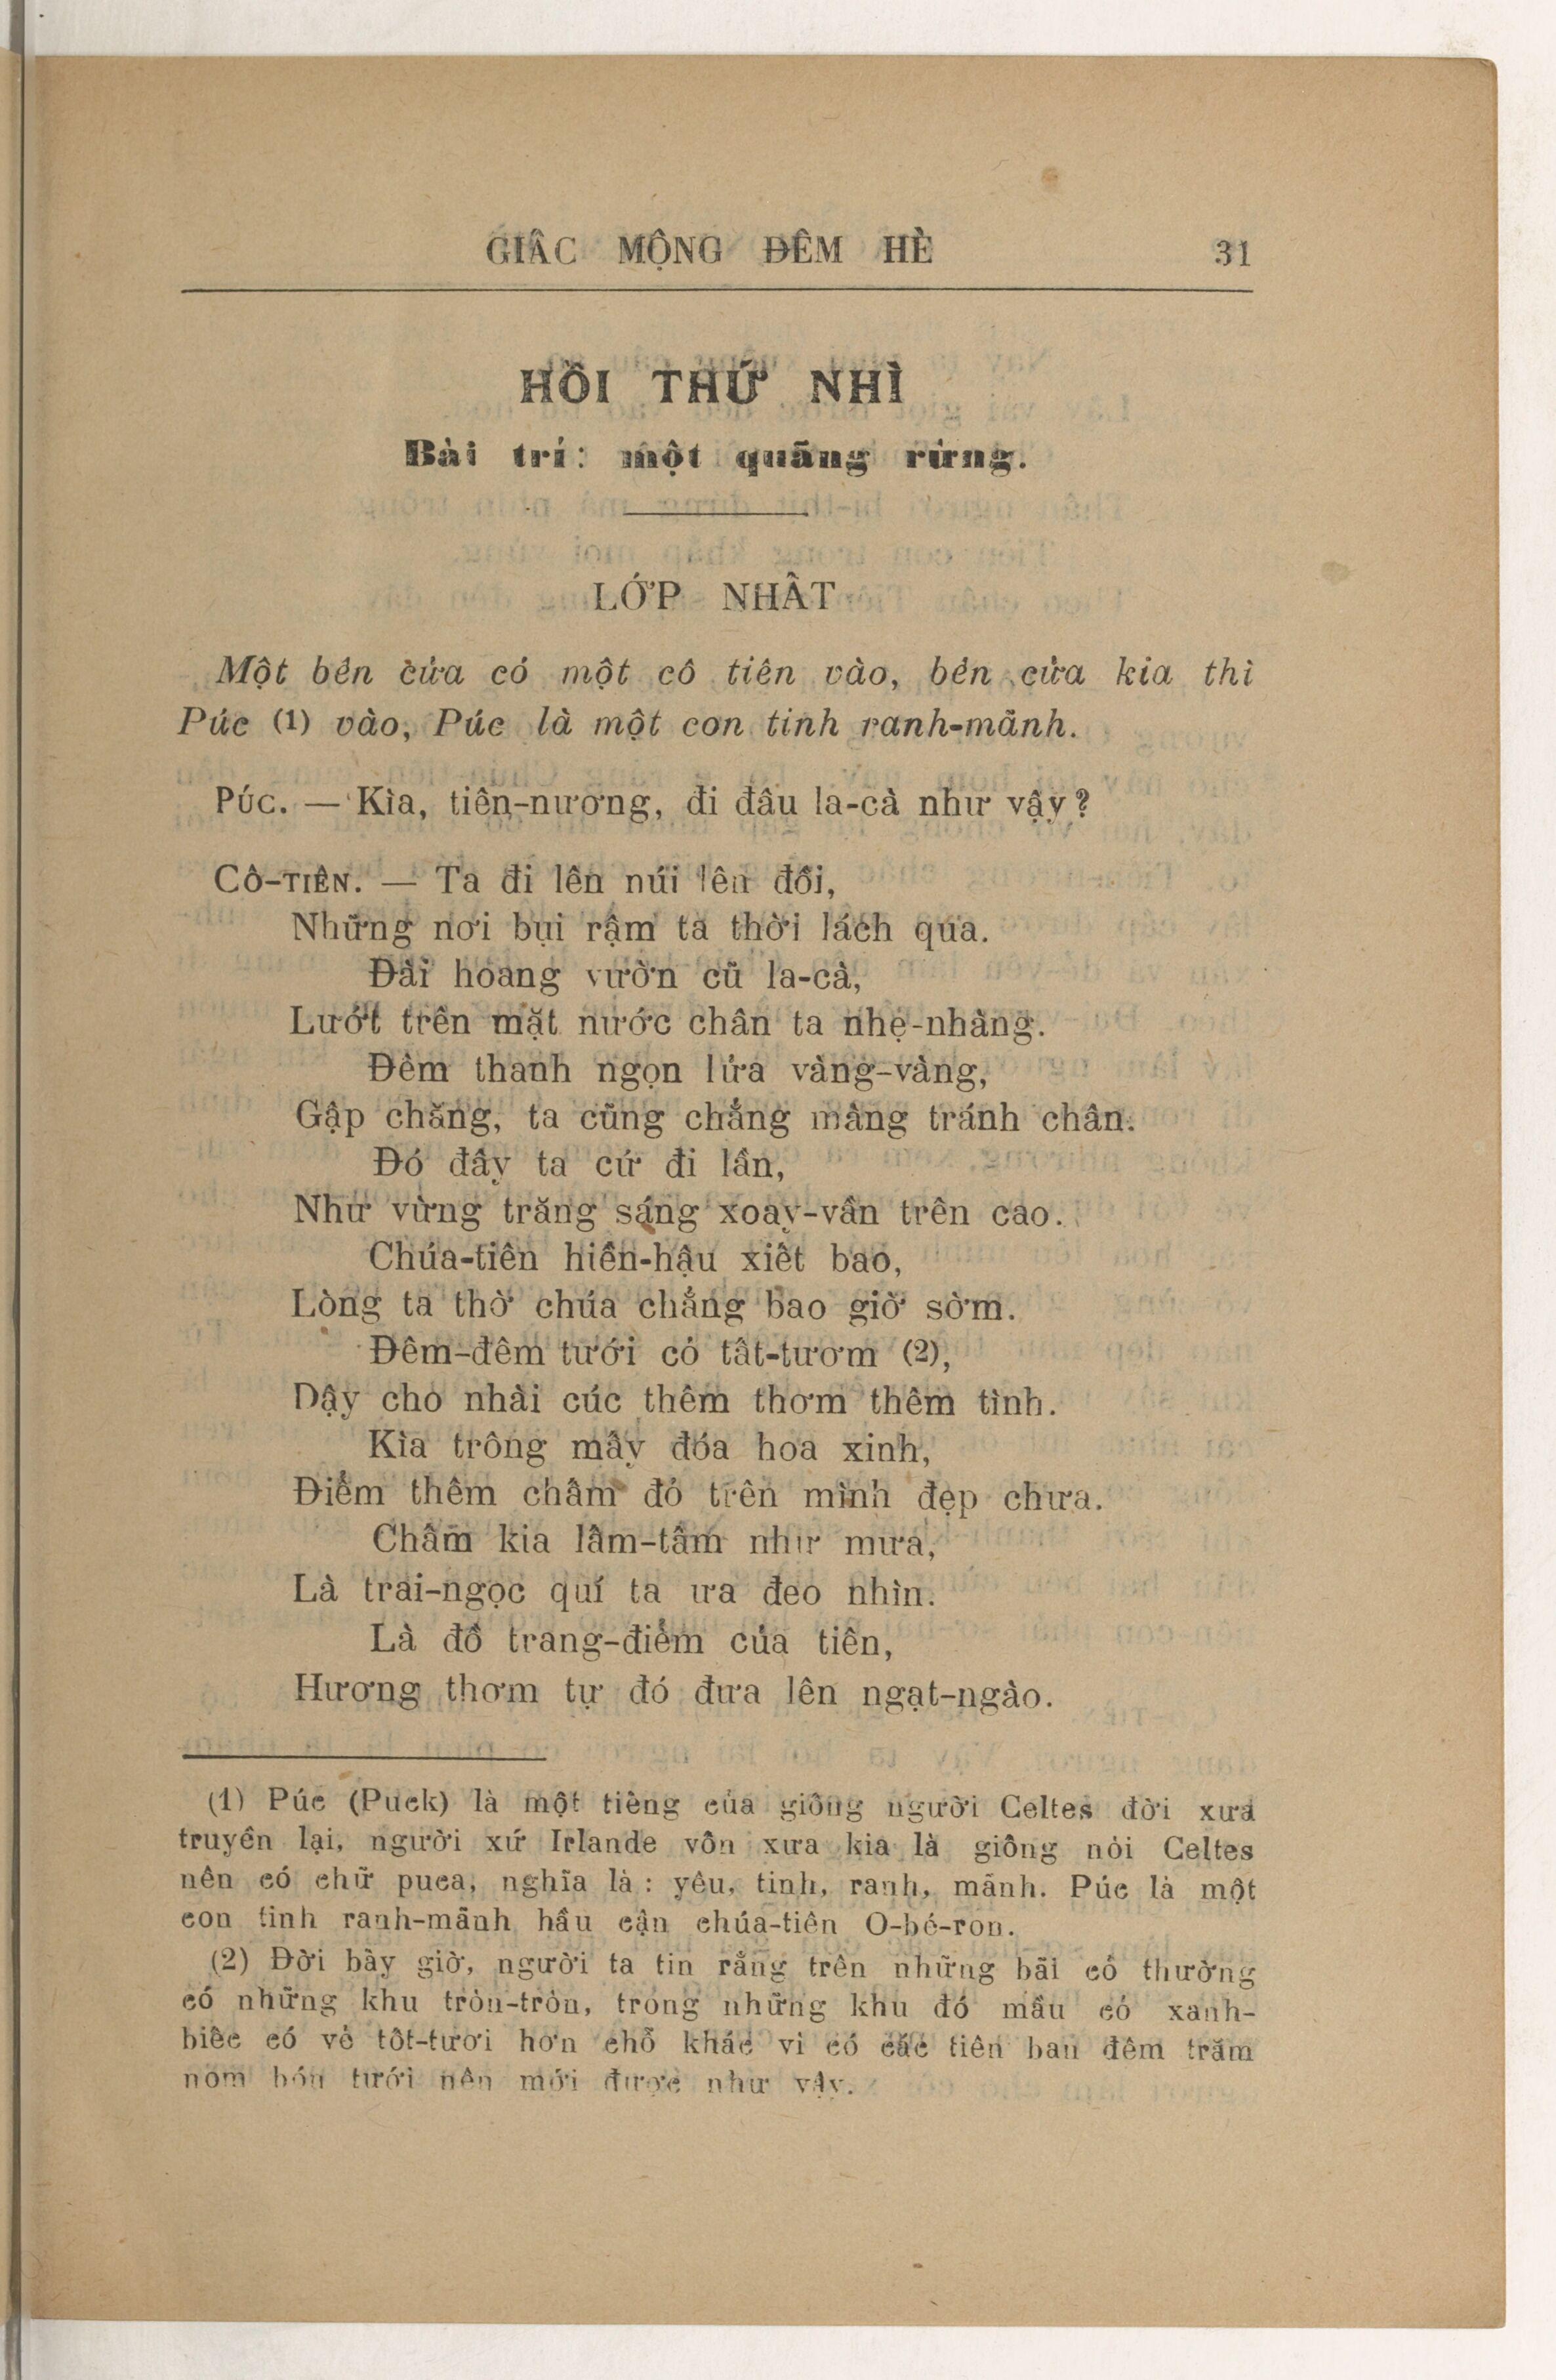 GIẤC MỘNG ĐÊM HÈ 31
HỒI THỨ NHÌ
Bài trí: một quãng rừng.
LỚP NHẤT
Một bên cửa có một cô tiên vào, bên cửa kia thì
Púc (1) vào, Púc là một con tinh ranh-mãnh.
PÚC. — Kìa, tiên-nương, đi đâu la-cà như vậy?
CÔ-TIÊN. — Ta đi lên núi lên đồi,
Những nơi bụi rậm ta thời lách qua.
Đài hoang vườn cũ la-cà,
Lướt trên mặt nước chân ta nhẹ-nhàng.
Đêm thanh ngọn lửa vàng-vàng,
Gập chăng, ta cũng chẳng màng tránh chân.
Đó đây ta cứ đi lần,
Như vừng trăng sáng xoay-vần trên cao.
Chúa-tiên hiền-hậu xiết bao,
Lòng ta thờ chúa chẳng bao giờ sờm.
Đêm-đêm tưới cỏ tất-tươm (2),
Dậy cho nhài cúc thêm thơm thêm tình.
Kìa trông mấy đóa hoa xinh,
Điểm thêm chấm đỏ trên mình đẹp chưa.
Chấm kia lấm-tấm như mưa,
Là trai-ngọc quí ta ưa đeo nhìn.
Là đồ trang-điểm của tiên,
Hương thơm tự đó đưa lên ngạt-ngào.
(1) Púc (Puck) là một tiếng của giống người Celtes đời xưa
truyền lại, người xứ Irlande vốn xưa kia là giống nòi Celtes
nên có chữ puca, nghĩa là : yêu, tinh, ranh, mãnh. Púc là một
con tinh ranh-mãnh hầu cận chúa-tiên O-bé-ron.
(2) Đời bầy giờ, người ta tin rằng trên những bãi cỏ thường
có những khu tròn-tròn, trong những khu đó mầu cỏ xanh-
biếc có vẻ tốt-tươi hơn chỗ khác vì có các tiên ban đêm trăm
nom bón tưới nên mới được như vậy.